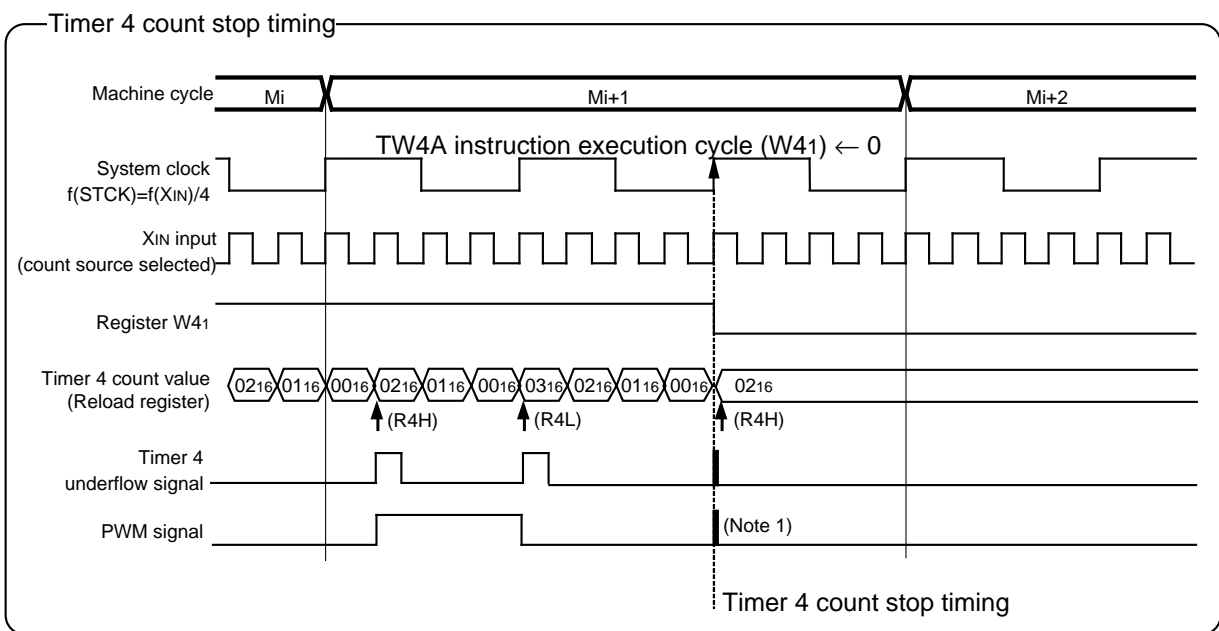 Timer 4 count stop timing
Machine cycle
Mi
Mi+1
Mi+2
TW4A instruction execution cycle (W41) ← 0
System clock
f(STCK)=f(XIN)/4
XIN input
(count source selected)
Register W41
Timer 4 count value
(Reload register)
0216 0116 0016 0216 0116 0016 0316 0216 0116 0016 0216
(R4H) (R4L) (R4H)
Timer 4
underflow signal
PWM signal
(Note 1)
Timer 4 count stop timing